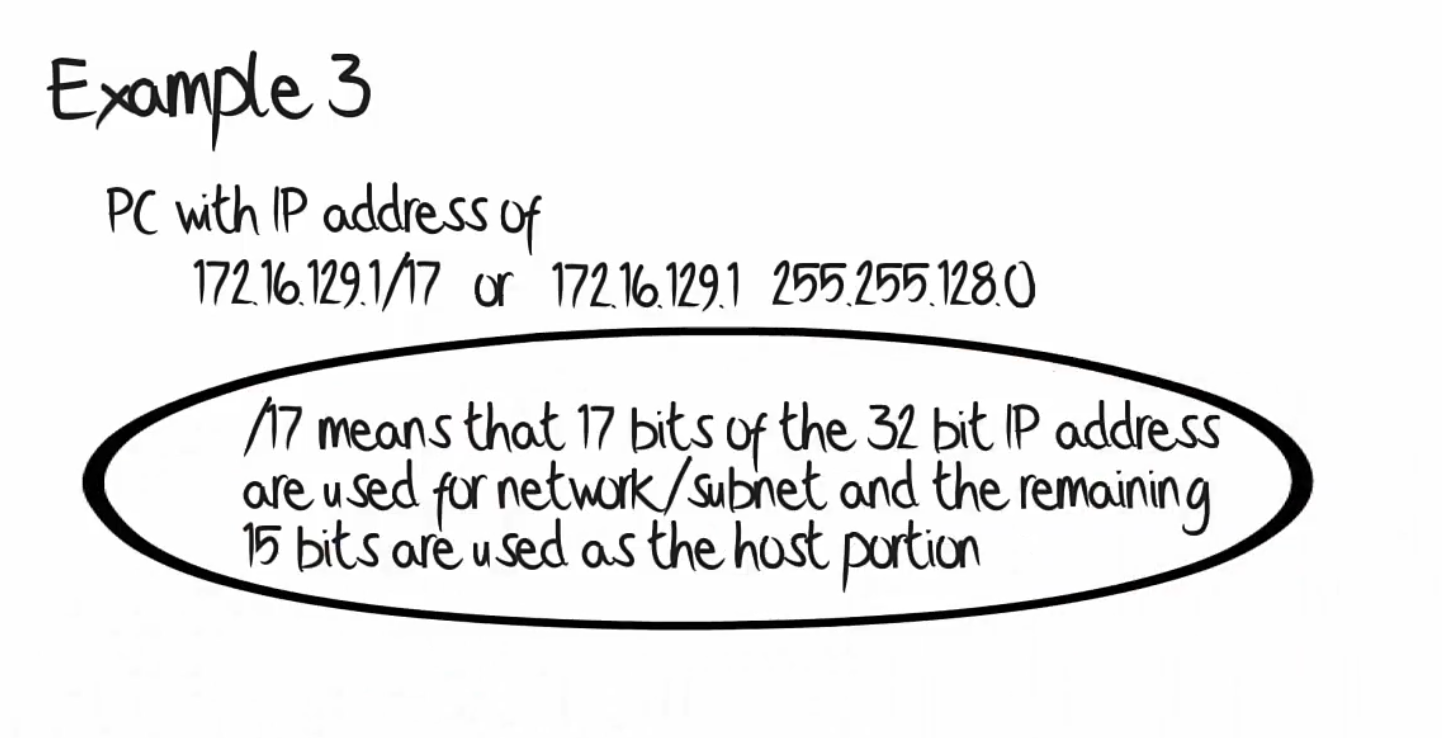 Example 3
PC with IP address of
172.16.129.1/17 or 172.16.129.1 255.255.128.0
/17 means that 17 bits of the 32 bit IP address
are used for network/subnet and the remaining
15 bits are used as the host portion